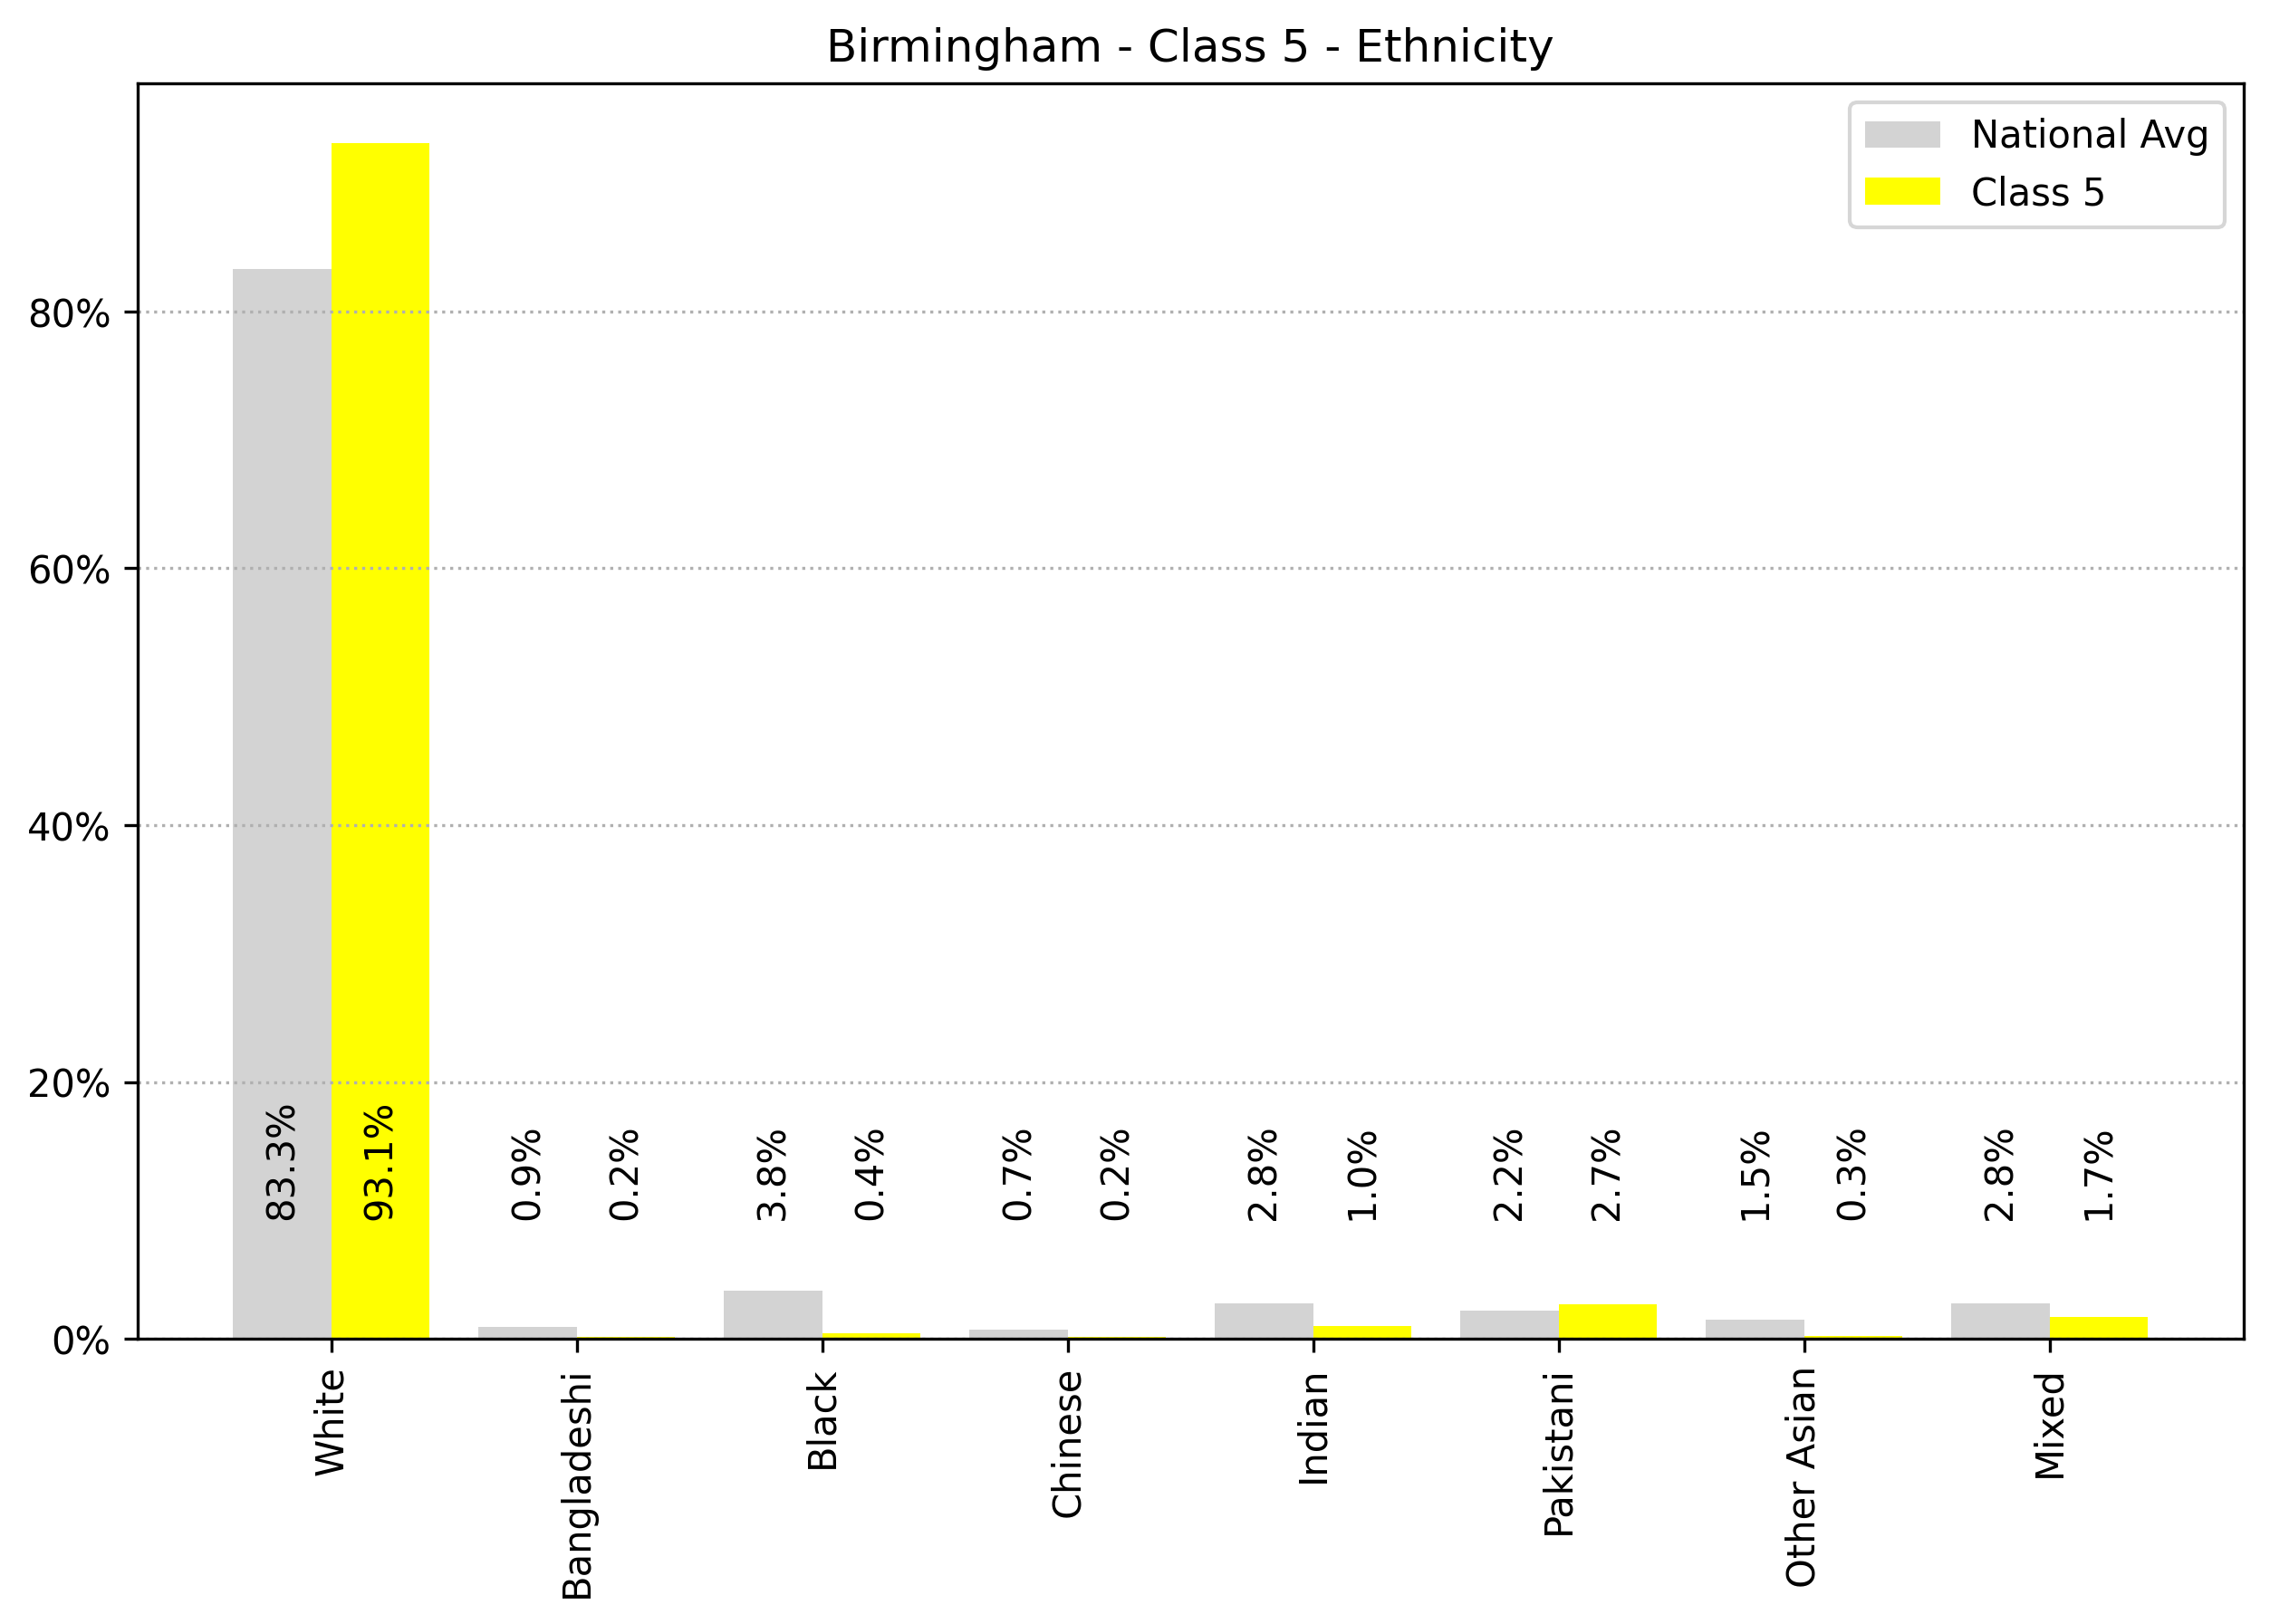 Birmingham - Class 5 - Ethnicity
National Avg
Class 5
80%
60%
40%
20%
0%
83.3%
93.1%
0.9%
0.2%
3.8%
0.4%
0.7%
0.2%
2.8%
1.0%
2.2%
2.7%
1.5%
0.3%
2.8%
1.7%
White
Bangladeshi
Black
Chinese
Indian
Pakistani
Other Asian
Mixed